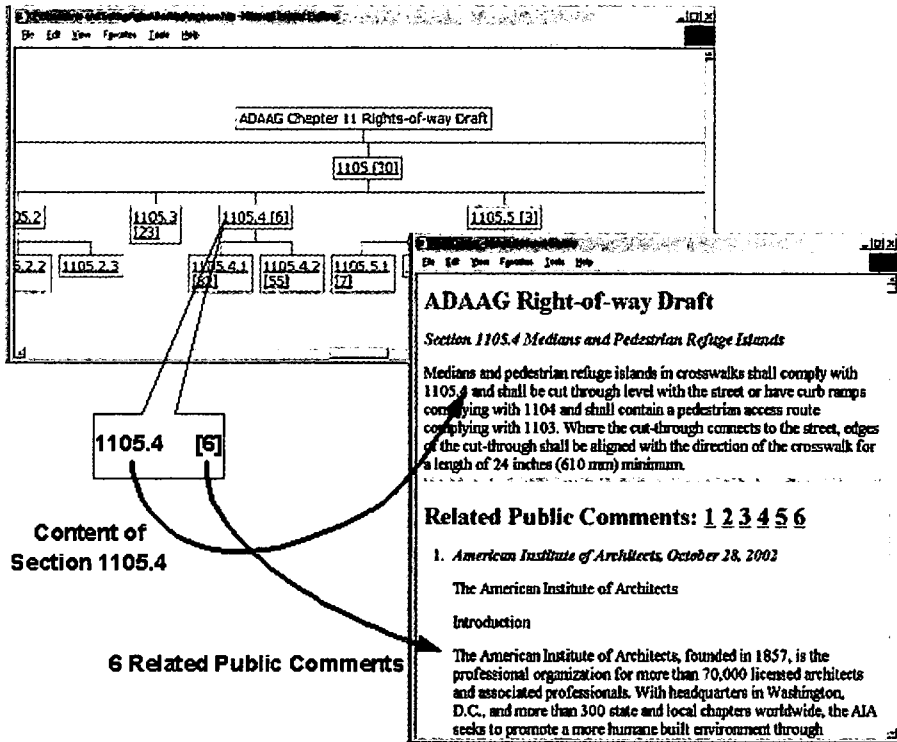 File Edit View Favorites Tools Help
ADAAG Chapter 11 Rights-of-way Draft
1105 [30]
05.2
1105.3
[23]
1105.4 [6]
1105.5 [3]
5.2.2
1105.2.3
1105.4.1
1105.4.2
[55]
1105.5.1
[7]
1105.4 [6]
Content of
Section 1105.4
6 Related Public Comments
File Edit View Favorites Tools Help
ADAAG Right-of-way Draft
Section 1105.4 Medians and Pedestrian Refuge Islands
Medians and pedestrian refuge islands in crosswalks shall comply with
1105.4 and shall be cut through level with the street or have curb ramps
complying with 1104 and shall contain a pedestrian access route
complying with 1103. Where the cut-through connects to the street, edges
of the cut-through shall be aligned with the direction of the crosswalk for
a length of 24 inches (610 mm) minimum.
Related Public Comments: 1 2 3 4 5 6
1. American Institute of Architects, October 28, 2002
The American Institute of Architects
Introduction
The American Institute of Architects, founded in 1857, is the
professional organization for more than 70,000 licensed architects
and associated professionals. With headquarters in Washington,
D.C., and more than 300 state and local chapters worldwide, the AIA
seeks to promote a more humane built environment through